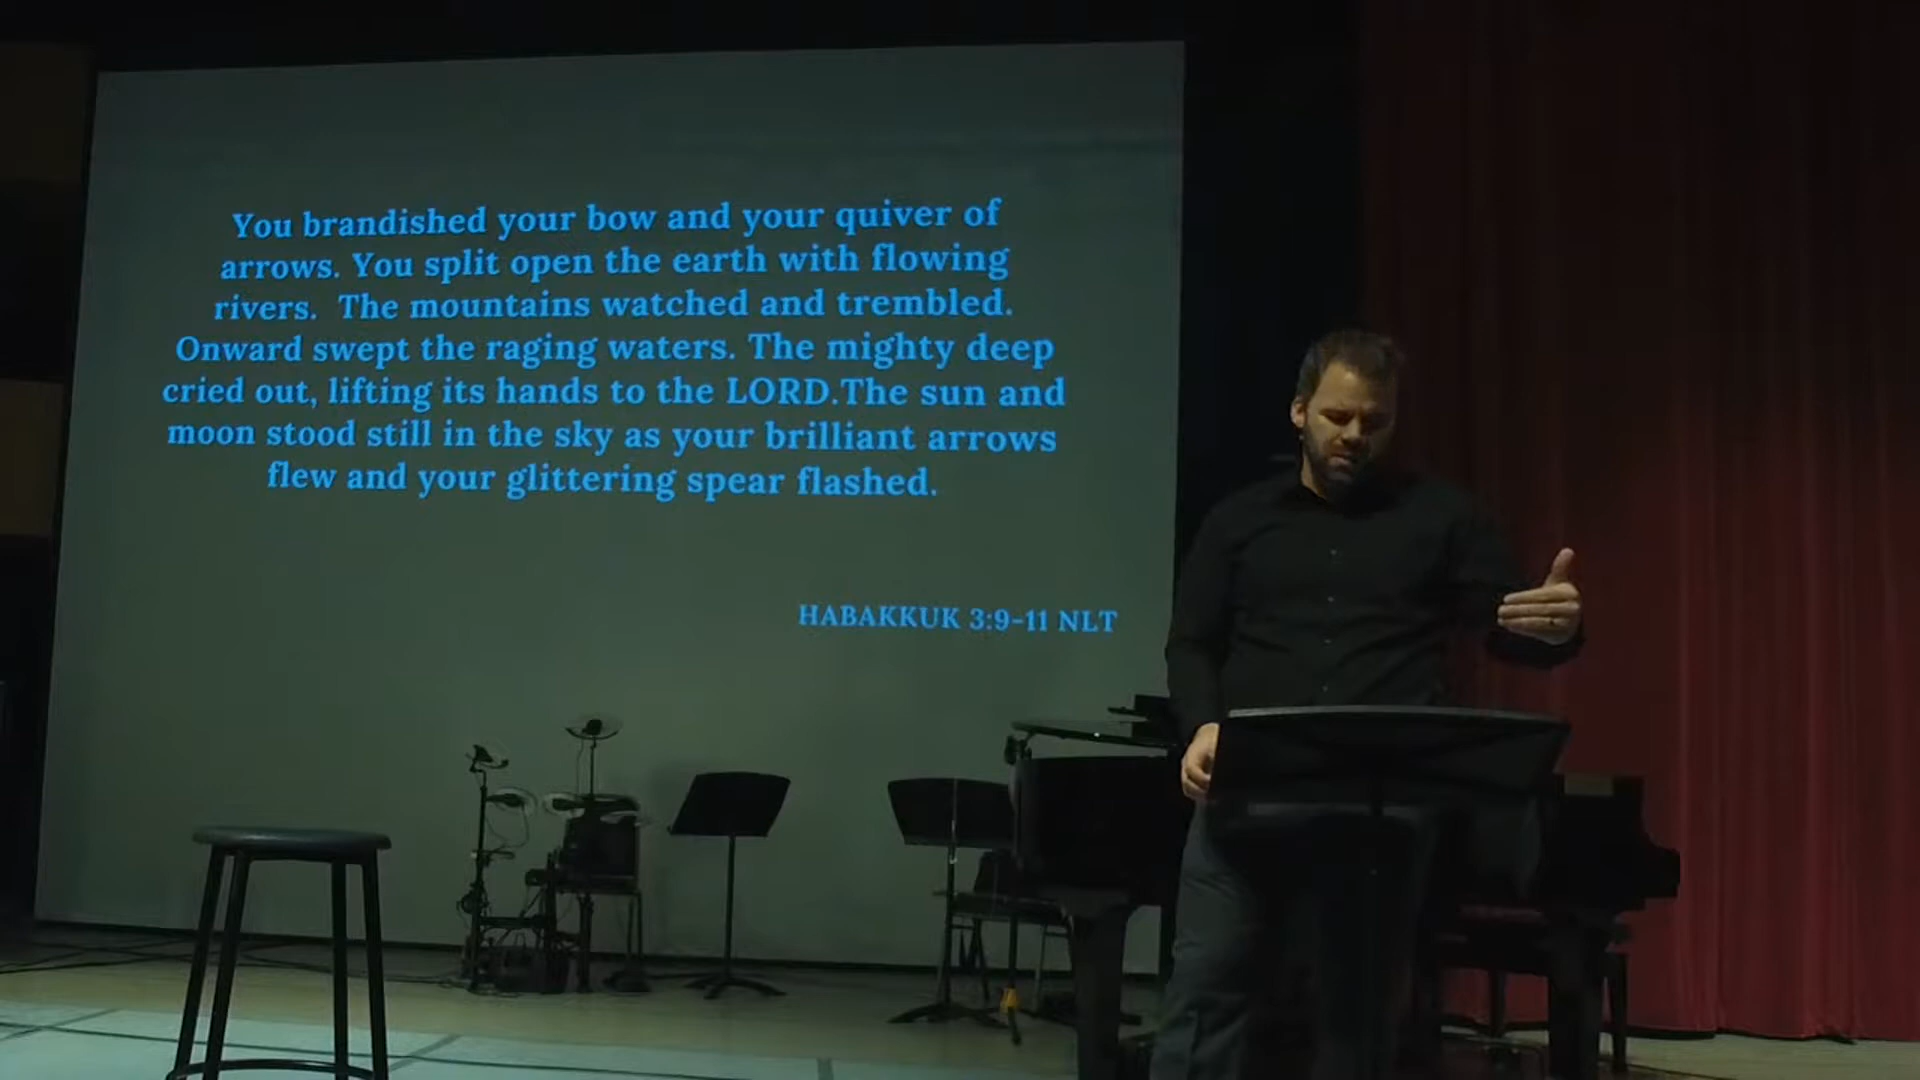 You brandished your bow and your quiver of
arrows. You split open the earth with flowing
rivers.  The mountains watched and trembled.
Onward swept the raging waters. The mighty deep
cried out, lifting its hands to the LORD.The sun and
moon stood still in the sky as your brilliant arrows
flew and your glittering spear flashed.
HABAKKUK 3:9-11 NLT